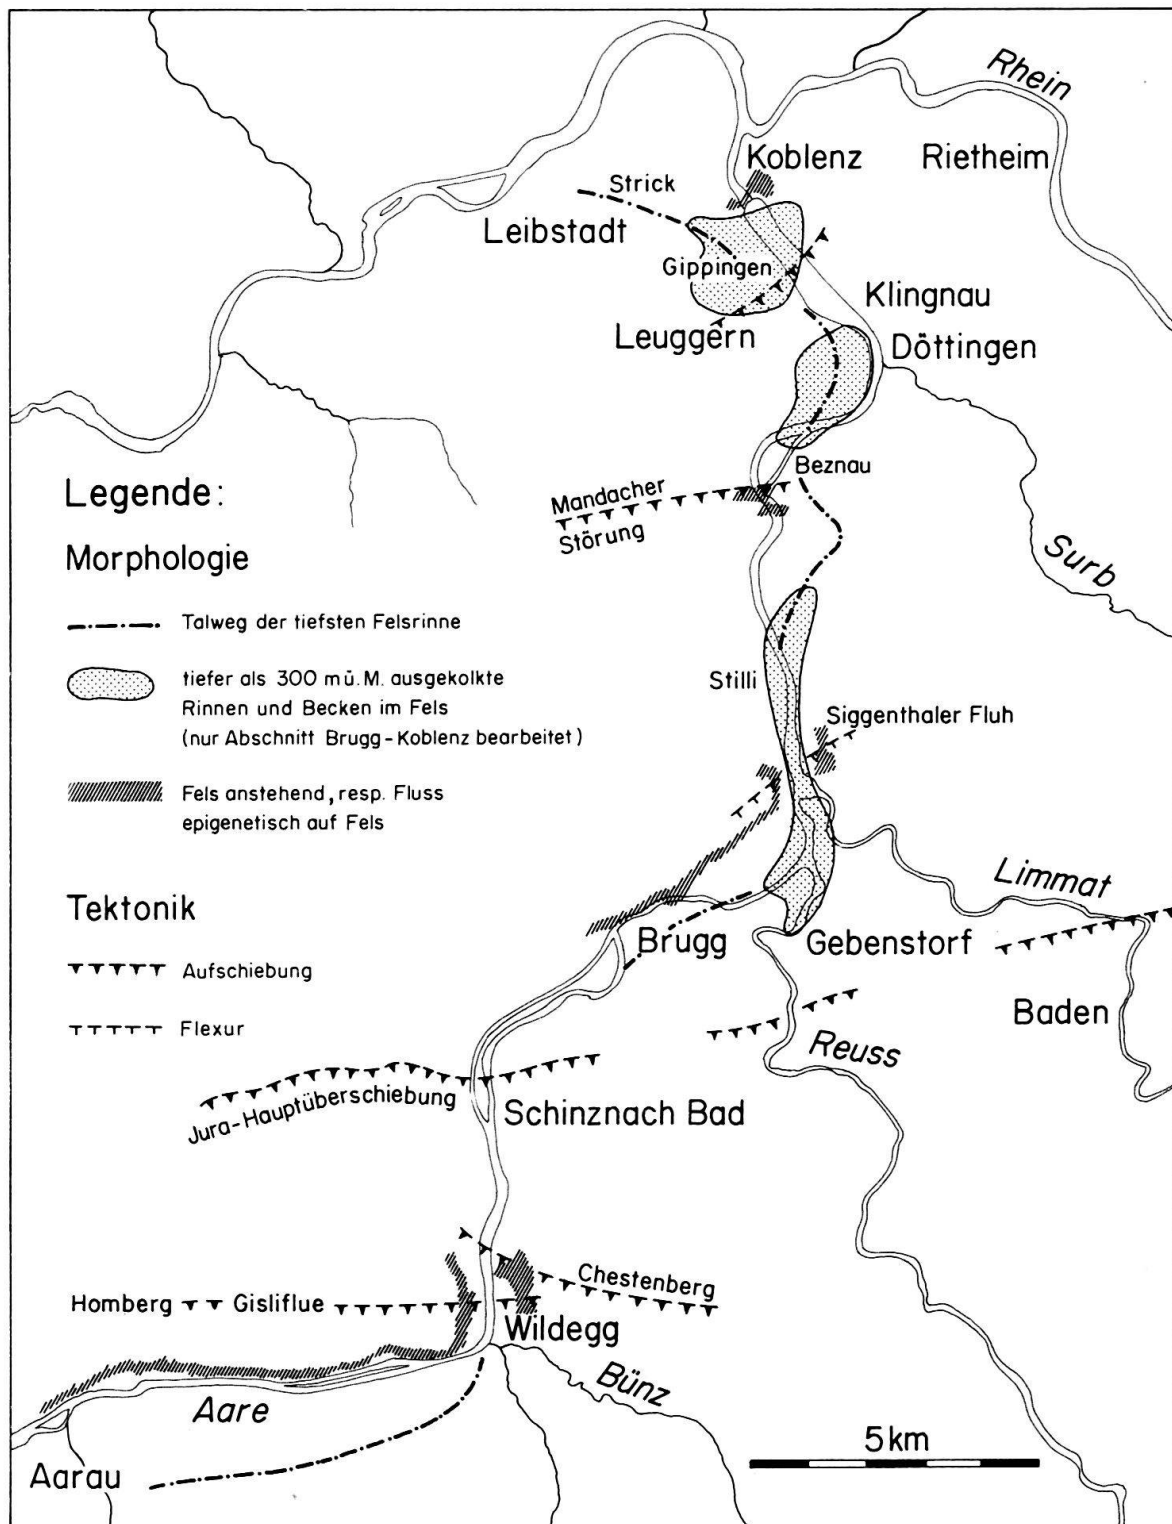 Rhein
Koblenz
Rietheim
Strick
Leibstadt
Gippingen
Klingnau
Leuggern
Döttingen
Beznau
Mandacher
Störung
Surb
Legende:
Morphologie
Talweg der tiefsten Felsrinne
tiefer als 300 mü.M. ausgekolkte
Rinnen und Becken im Fels
(nur Abschnitt Brugg-Koblenz bearbeitet)
Fels anstehend, resp. Fluss
epigenetisch auf Fels
Tektonik
Aufschiebung
Flexur
Stilli
Siggenthaler Fluh
Limmat
Brugg
Gebenstorf
Baden
Reuss
Jura-Hauptüberschiebung
Schinznach Bad
Chestenberg
Homberg
Gisliflue
Wildegg
Bünz
Aare
Aarau
5 km